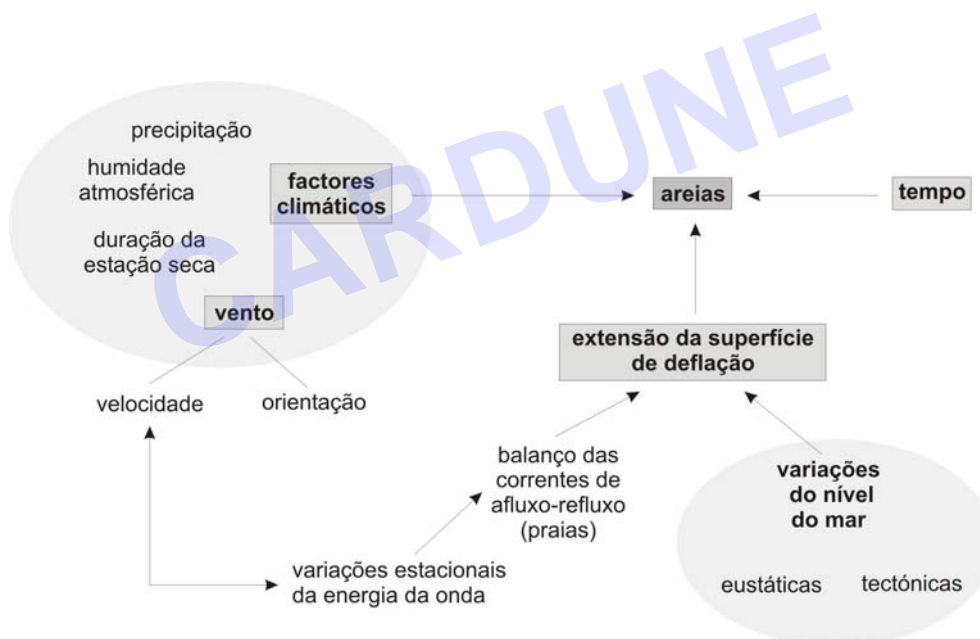 CARDUNE
precipitação
humidade
atmosférica
factores
climáticos
duração da
estação seca
vento
velocidade
orientação
areias
tempo
extensão da superfície
de deflação
balanço das
correntes de
afluxo-refluxo
(praias)
variações estacionais
da energia da onda
variações
do nível
do mar
eustáticas
tectónicas